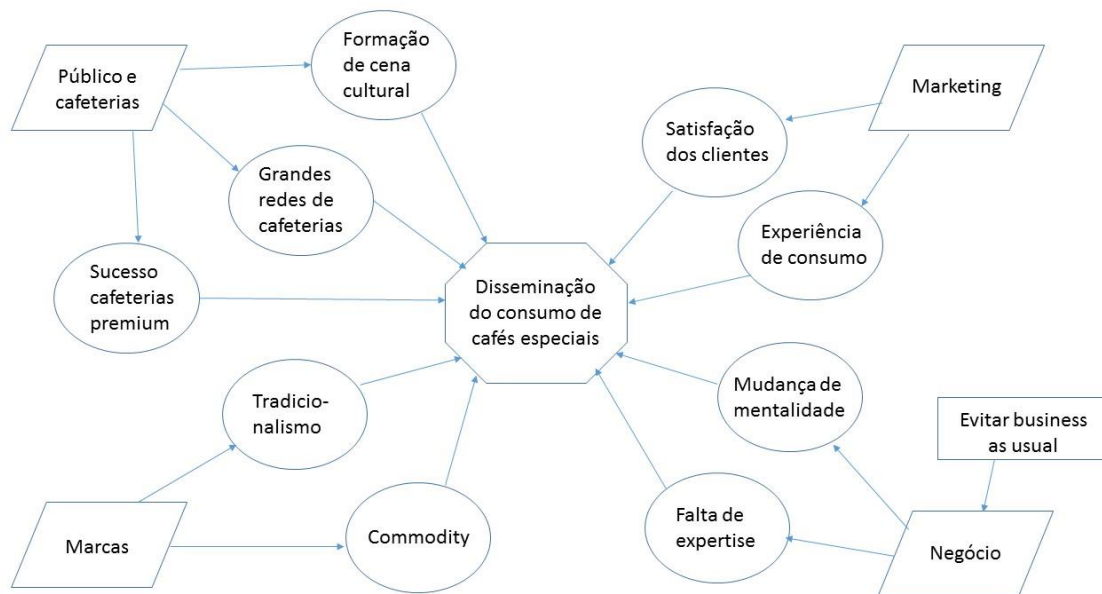 Público e
cafeterias
Formação
de cena
cultural
Marketing
Satisfação
dos clientes
Grandes
redes de
cafeterias
Experiência
de consumo
Sucesso
cafeterias
premium
Disseminação
do consumo de
cafés especiais
Tradicio-
nalismo
Mudança de
mentalidade
Evitar business
as usual
Marcas
Commodity
Falta de
expertise
Negócio